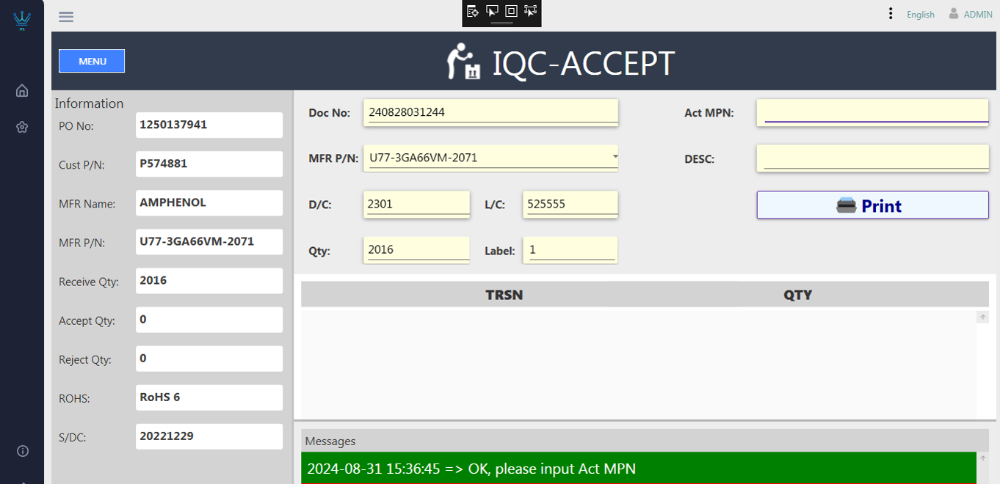 English
ADMIN
MENU
IQC-ACCEPT
Information
PO No: 1250137941
Cust P/N: P574881
MFR Name: AMPHENOL
MFR P/N: U77-3GA66VM-2071
Receive Qty: 2016
Accept Qty: 0
Reject Qty: 0
ROHS: RoHS 6
S/DC: 20221229
Doc No: 240828031244
Act MPN:
MFR P/N: U77-3GA66VM-2071
DESC:
D/C: 2301 L/C: 525555
Print
Qty: 2016 Label: 1
TRSN QTY
Messages
2024-08-31 15:36:45 => OK, please input Act MPN